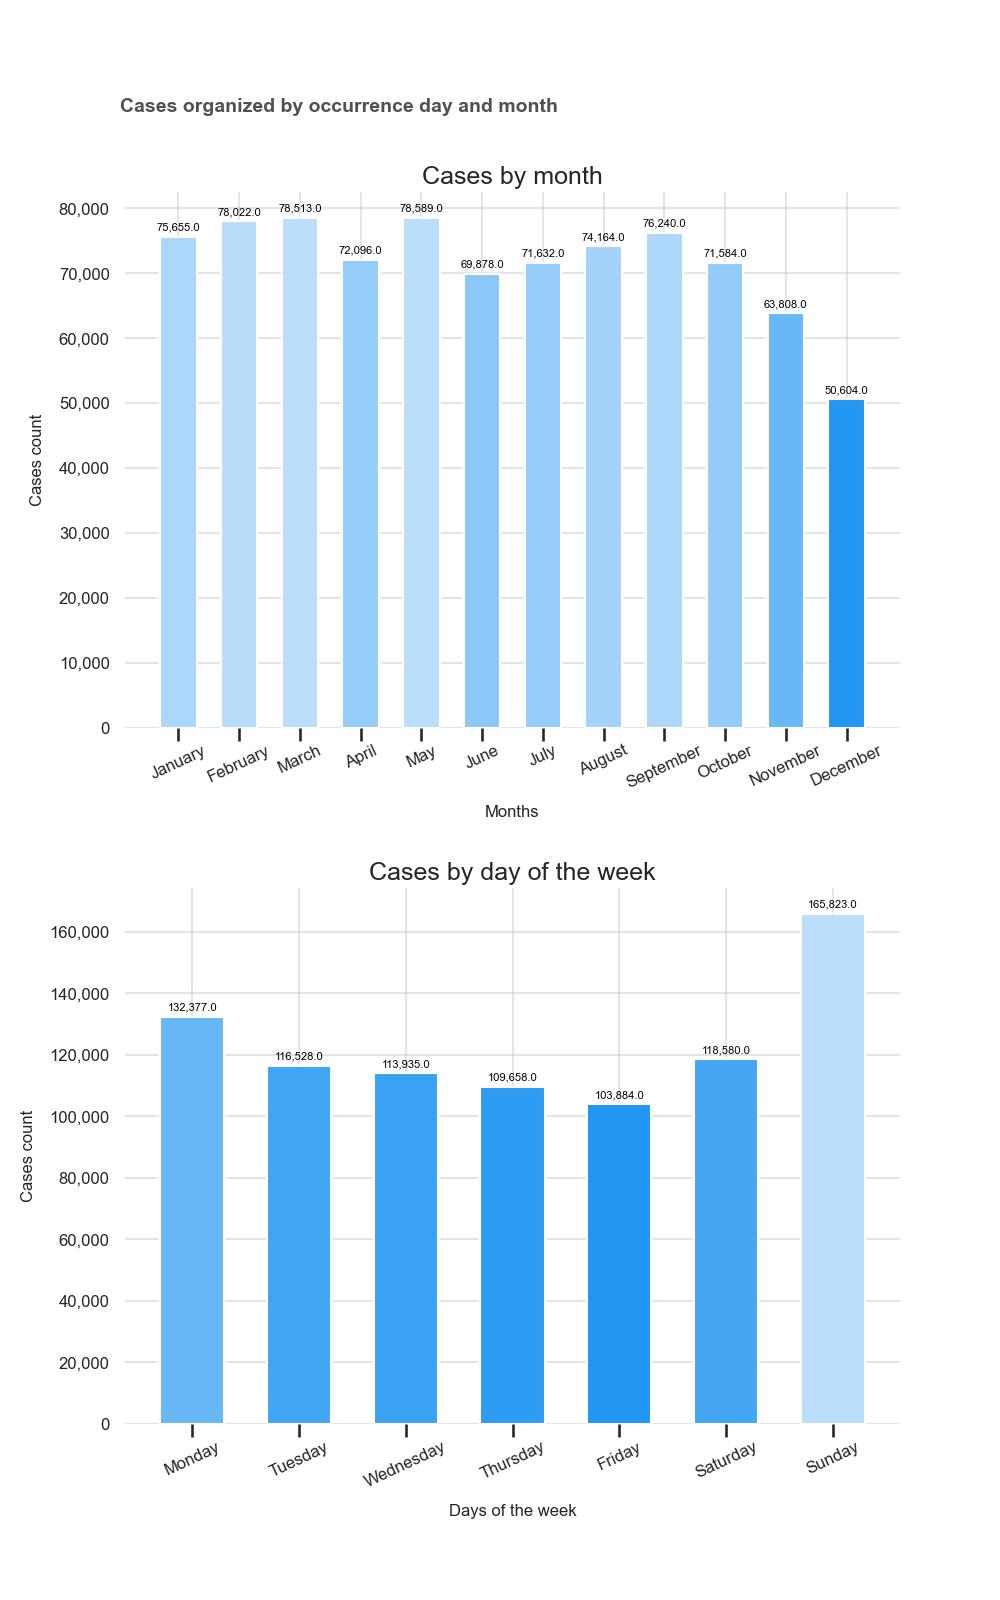 Cases organized by occurrence day and month
Cases by month
80,000
70,000
60,000
50,000
40,000
30,000
20,000
10,000
0
Cases count
75,655.0
78,022.0
78,513.0
72,096.0
78,589.0
69,878.0
71,632.0
74,164.0
76,240.0
71,584.0
63,808.0
50,604.0
January
February
March
April
May
June
July
August
September
October
November
December
Months
Cases by day of the week
160,000
140,000
120,000
100,000
80,000
60,000
40,000
20,000
0
Cases count
132,377.0
116,528.0
113,935.0
109,658.0
103,884.0
118,580.0
165,823.0
Monday
Tuesday
Wednesday
Thursday
Friday
Saturday
Sunday
Days of the week